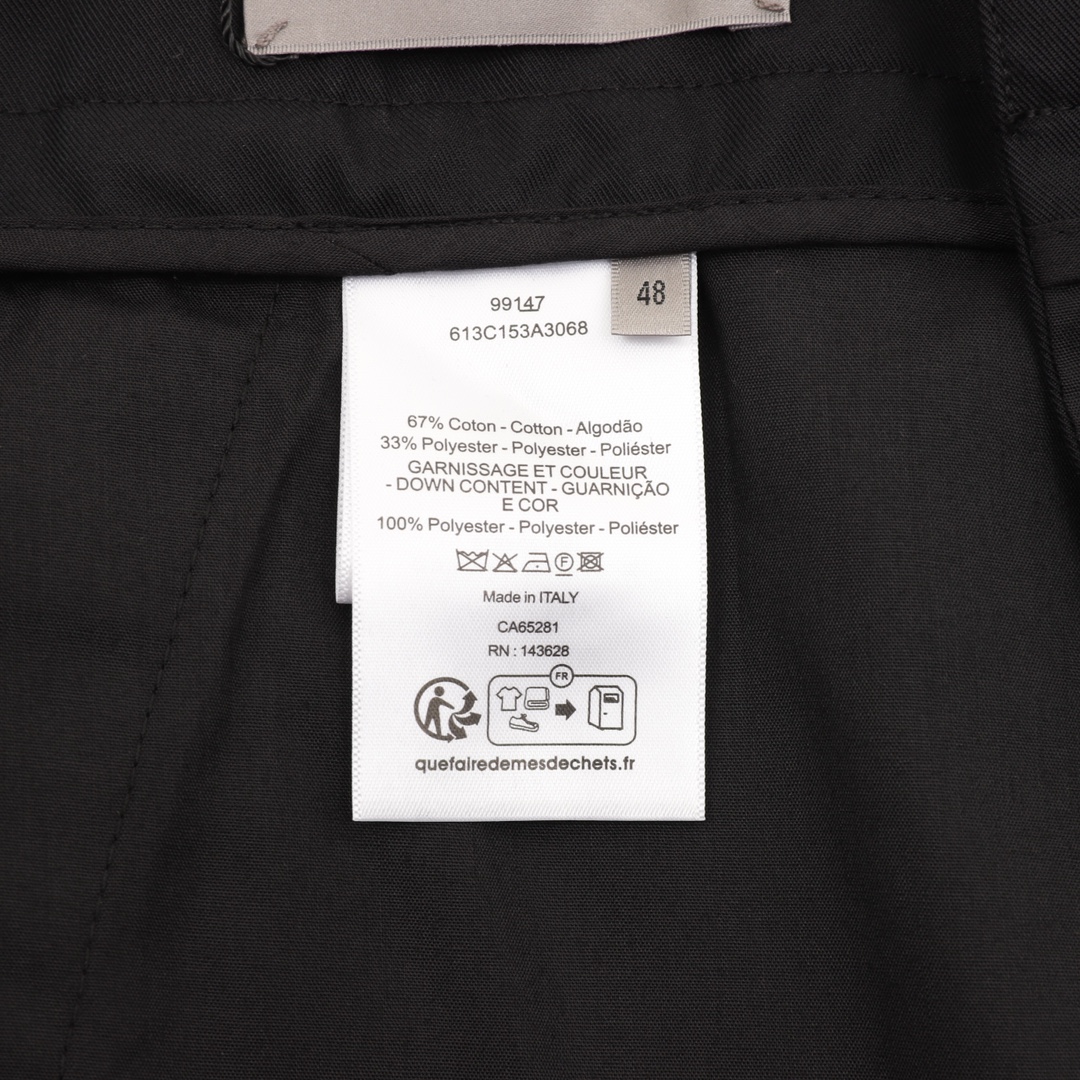 99147
613C153A3068
48
67% Coton - Cotton - Algodão
33% Polyester - Polyester - Poliéster
GARNISSAGE ET COULEUR
- DOWN CONTENT - GUARNIÇÃO
E COR
100% Polyester - Polyester - Poliéster
F
Made in ITALY
CA65281
RN : 143628
FR
quefairedemesdechets.fr